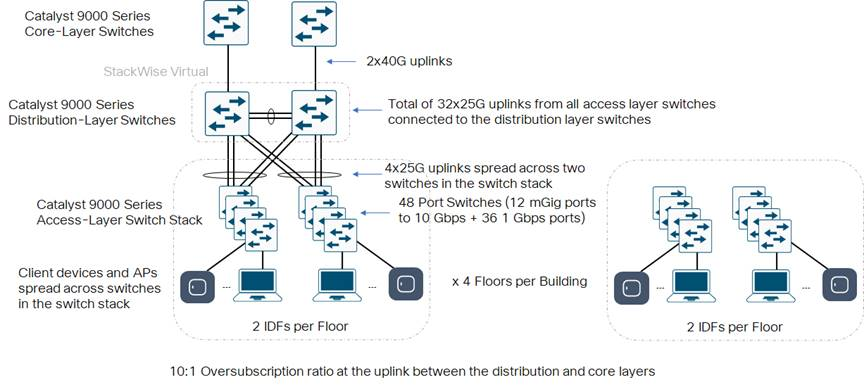 Catalyst 9000 Series
Core-Layer Switches
2x40G uplinks
StackWise Virtual
Catalyst 9000 Series
Distribution-Layer Switches
Total of 32x25G uplinks from all access layer switches
connected to the distribution layer switches
4x25G uplinks spread across two
switches in the switch stack
Catalyst 9000 Series
Access-Layer Switch Stack
48 Port Switches (12 mGig ports
to 10 Gbps + 36 1 Gbps ports)
Client devices and APs
spread across switches
in the switch stack
...
...
x 4 Floors per Building
...
...
2 IDFs per Floor
2 IDFs per Floor
10:1 Oversubscription ratio at the uplink between the distribution and core layers